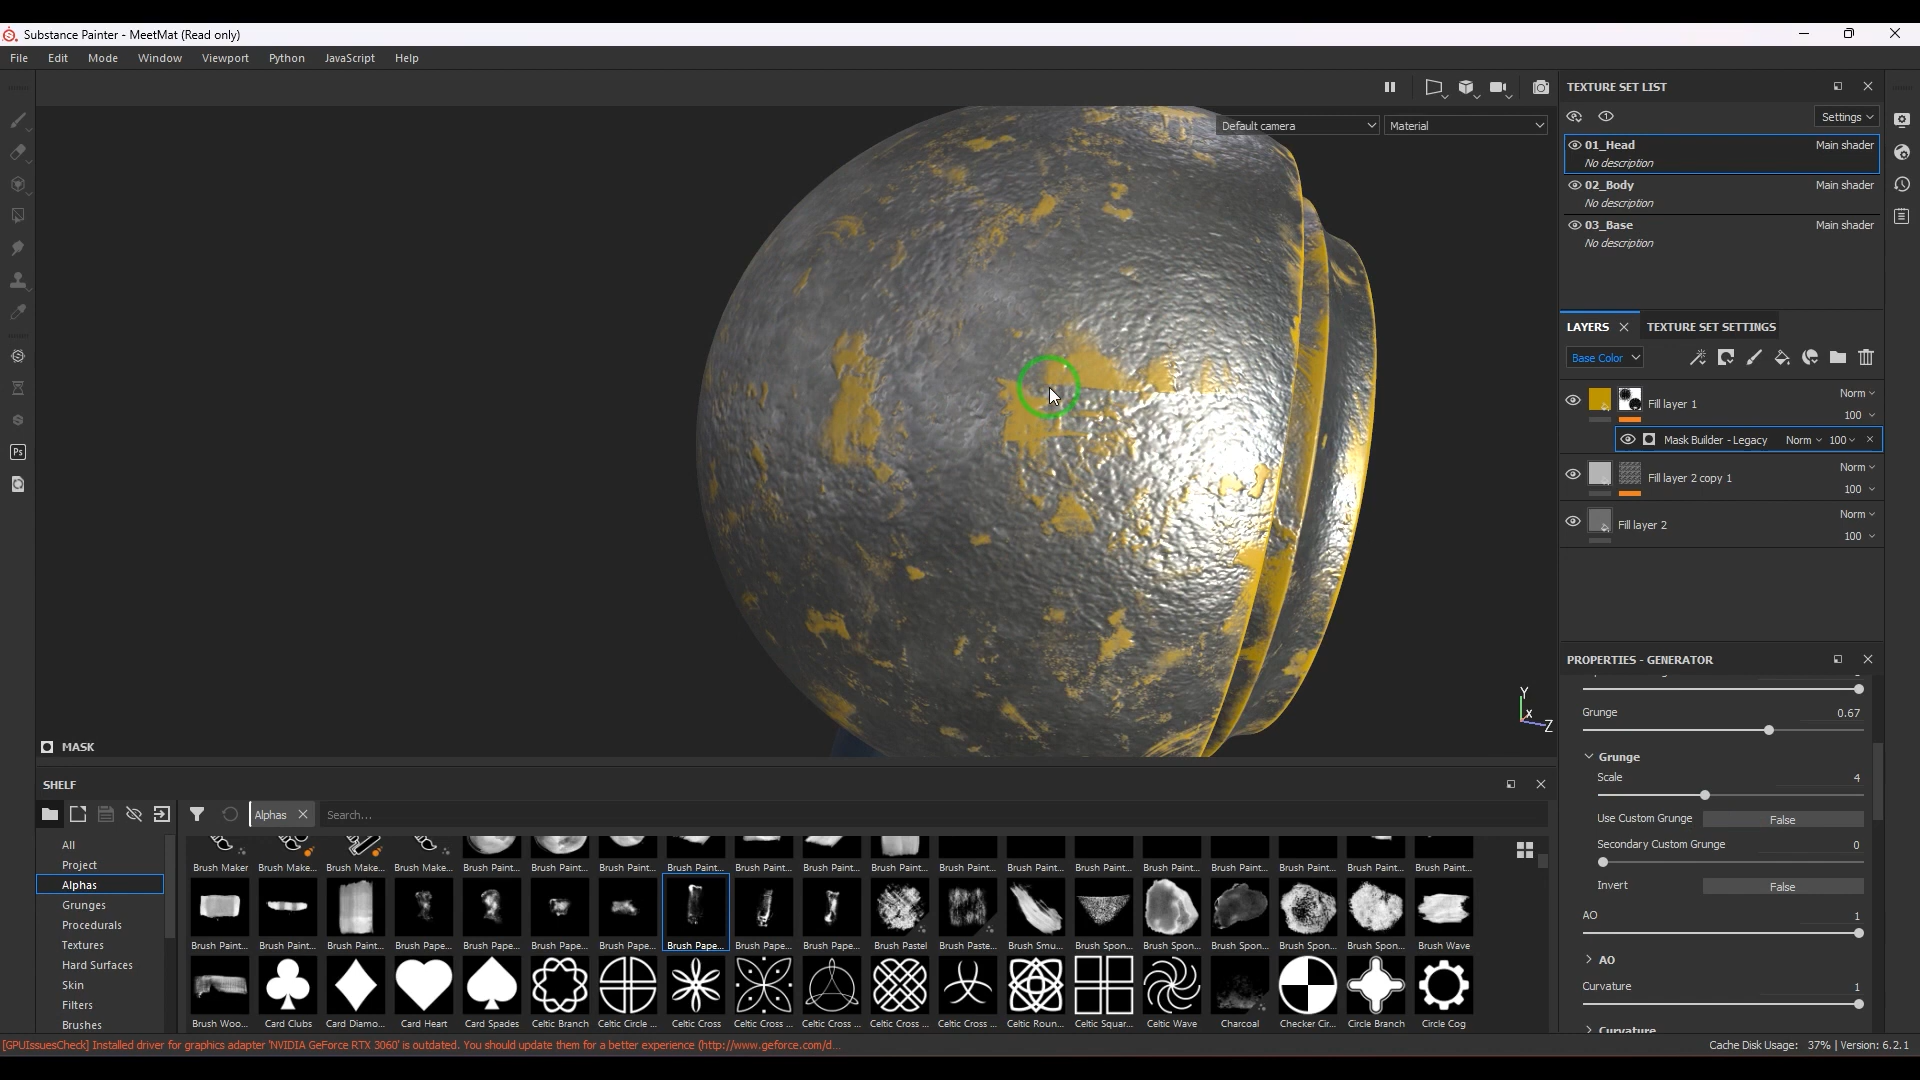 Substance Painter - MeetMat (Read only)
File Edit Mode Window Viewport Python JavaScript Help
Default camera Material
MASK
Y
X
Z
TEXTURE SET LIST
Settings
01_Head Main shader
No description
02_Body Main shader
No description
03_Base Main shader
No description
LAYERS TEXTURE SET SETTINGS
Base Color
Norm
Fill layer 1
100
Mask Builder - Legacy Norm 100
Norm
Fill layer 2 copy 1
100
Norm
Fill layer 2
100
PROPERTIES - GENERATOR
Grunge 0.67
Grunge
Scale 4
Use Custom Grunge False
Secondary Custom Grunge 0
Invert False
AO 1
AO
Curvature 1
Curvature
SHELF
Alphas Search...
All
Project
Alphas
Grunges
Procedurals
Textures
Hard Surfaces
Skin
Filters
Brushes
Brush Maker Brush Make... Brush Make... Brush Make... Brush Paint... Brush Paint... Brush Paint... Brush Paint... Brush Paint... Brush Paint... Brush Paint... Brush Paint... Brush Paint... Brush Paint... Brush Paint... Brush Paint... Brush Paint... Brush Paint... Brush Paint...
Brush Paint... Brush Paint... Brush Paint... Brush Pape... Brush Pape... Brush Pape... Brush Pape... Brush Pape... Brush Pape... Brush Pape... Brush Pastel Brush Paste... Brush Smu... Brush Spon... Brush Spon... Brush Spon... Brush Spon... Brush Spon... Brush Wave
Brush Woo... Card Clubs Card Diamo... Card Heart Card Spades Celtic Branch Celtic Circle ... Celtic Cross Celtic Cross ... Celtic Cross ... Celtic Cross ... Celtic Cross ... Celtic Roun... Celtic Squar... Celtic Wave Charcoal Checker Cir... Circle Branch Circle Cog
[GPUIssuesCheck] Installed driver for graphics adapter 'NVIDIA GeForce RTX 3060' is outdated. You should update them for a better experience (http://www.geforce.com/d...
Cache Disk Usage: 37% | Version: 6.2.1